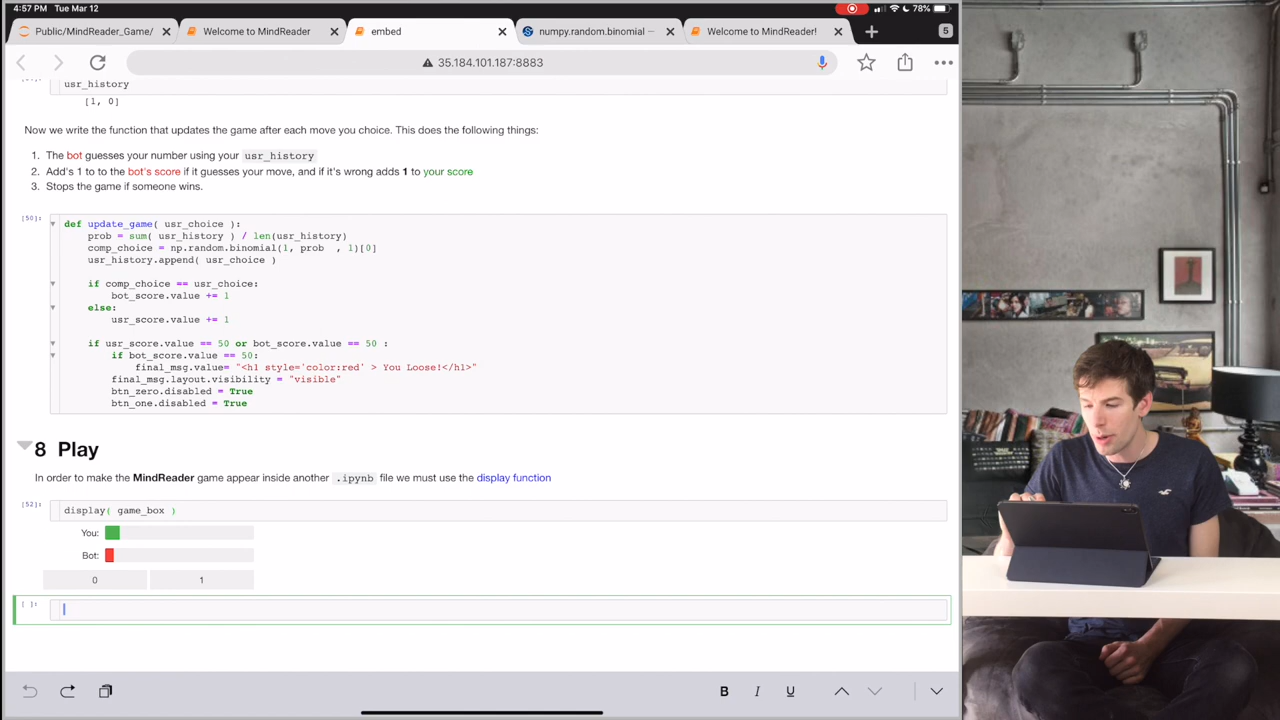 4:57 PM Tue Mar 12
78%
Public/MindReader_Game/
Welcome to MindReader
embed
numpy.random.binomial —
Welcome to MindReader!
5
35.184.101.187:8883
usr_history
[1, 0]
Now we write the function that updates the game after each move you choice. This does the following things:
1. The bot guesses your number using your usr_history
2. Add's 1 to to the bot's score if it guesses your move, and if it's wrong adds 1 to your score
3. Stops the game if someone wins.
[50]:
def update_game( usr_choice ):
prob = sum( usr_history ) / len(usr_history)
comp_choice = np.random.binomial(1, prob , 1)[0]
usr_history.append( usr_choice )
if comp_choice == usr_choice:
bot_score.value += 1
else:
usr_score.value += 1
if usr_score.value == 50 or bot_score.value == 50 :
if bot_score.value == 50:
final_msg.value= "<h1 style='color:red' > You Loose!</h1>"
final_msg.layout.visibility = "visible"
btn_zero.disabled = True
btn_one.disabled = True
8 Play
In order to make the MindReader game appear inside another .ipynb file we must use the display function
[52]:
display( game_box )
You:
Bot:
0 1
[ ]:
B I U